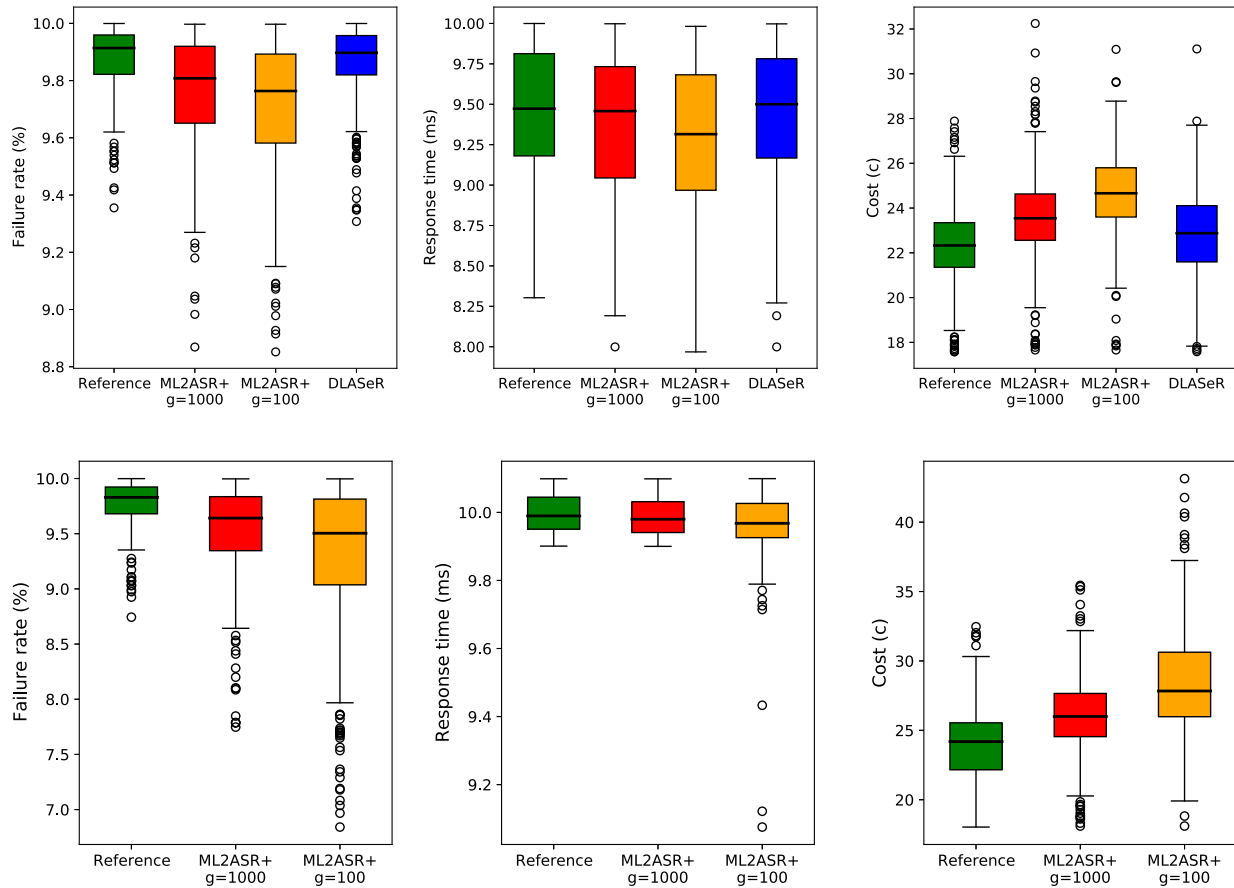 Failure rate (%)
10.0
9.8
9.6
9.4
9.2
9.0
8.8
Reference
ML2ASR+
g=1000
ML2ASR+
g=100
DLASeR
Response time (ms)
10.00
9.75
9.50
9.25
9.00
8.75
8.50
8.25
8.00
Reference
ML2ASR+
g=1000
ML2ASR+
g=100
DLASeR
Cost (c)
32
30
28
26
24
22
20
18
Reference
ML2ASR+
g=1000
ML2ASR+
g=100
DLASeR
Failure rate (%)
10.0
9.5
9.0
8.5
8.0
7.5
7.0
Reference
ML2ASR+
g=1000
ML2ASR+
g=100
Response time (ms)
10.0
9.8
9.6
9.4
9.2
Reference
ML2ASR+
g=1000
ML2ASR+
g=100
Cost (c)
40
35
30
25
20
Reference
ML2ASR+
g=1000
ML2ASR+
g=100